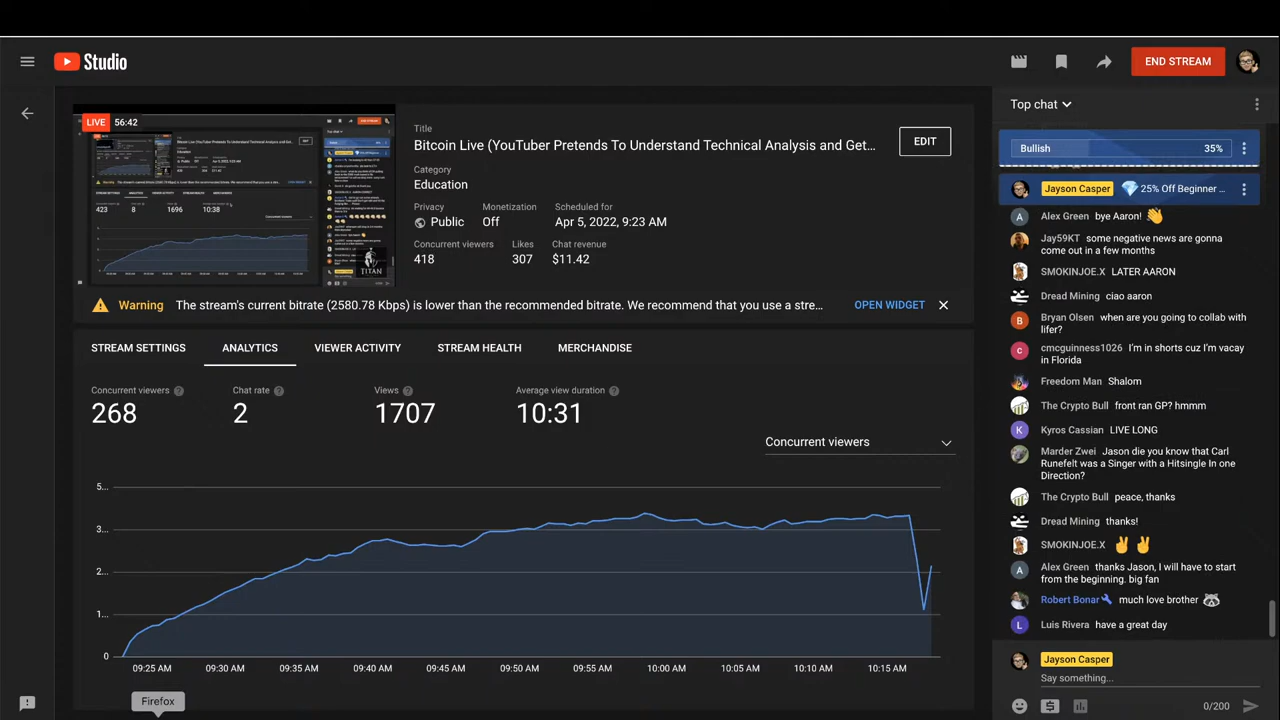 Studio
END STREAM
LIVE 56:42
Title
Bitcoin Live (YouTuber Pretends To Understand Technical Analysis and Get...
EDIT
Category
Education
Privacy
Public
Monetization
Off
Scheduled for
Apr 5, 2022, 9:23 AM
Concurrent viewers
418
Likes
307
Chat revenue
$11.42
423 8 1696 10:38
TITAN
Warning The stream's current bitrate (2580.78 Kbps) is lower than the recommended bitrate. We recommend that you use a stre...
OPEN WIDGET
STREAM SETTINGS ANALYTICS VIEWER ACTIVITY STREAM HEALTH MERCHANDISE
Concurrent viewers
268
Chat rate
2
Views
1707
Average view duration
10:31
Concurrent viewers
5...
3...
2...
1...
0
09:25 AM 09:30 AM 09:35 AM 09:40 AM 09:45 AM 09:50 AM 09:55 AM 10:00 AM 10:05 AM 10:10 AM 10:15 AM
Firefox
Top chat
Bullish 35%
Jayson Casper 25% Off Beginner ...
A Alex Green bye Aaron!
Jay59KT some negative news are gonna
come out in a few months
SMOKINJOE.X LATER AARON
Dread Mining ciao aaron
B Bryan Olsen when are you going to collab with
lifer?
c cmcguinness1026 I'm in shorts cuz I'm vacay
in Florida
Freedom Man Shalom
The Crypto Bull front ran GP? hmmm
K Kyros Cassian LIVE LONG
Marder Zwei Jason die you know that Carl
Runefelt was a Singer with a Hitsingle In one
Direction?
The Crypto Bull peace, thanks
Dread Mining thanks!
SMOKINJOE.X
A Alex Green thanks Jason, I will have to start
from the beginning. big fan
Robert Bonar much love brother
L Luis Rivera have a great day
Jayson Casper
Say something...
0/200